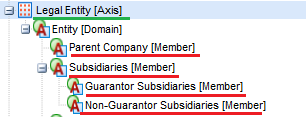 Legal Entity [Axis]
Entity [Domain]
Parent Company [Member]
Subsidiaries [Member]
Guarantor Subsidiaries [Member]
Non-Guarantor Subsidiaries [Member]